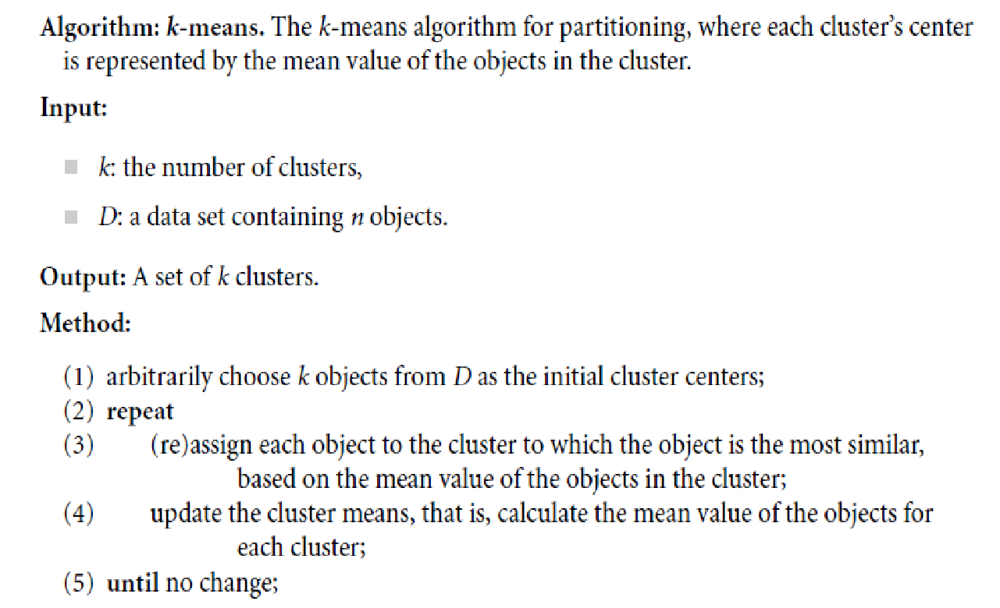 Algorithm: k-means. The k-means algorithm for partitioning, where each cluster’s center
is represented by the mean value of the objects in the cluster.
Input:
k: the number of clusters,
D: a data set containing n objects.
Output: A set of k clusters.
Method:
(1) arbitrarily choose k objects from D as the initial cluster centers;
(2) repeat
(3) (re)assign each object to the cluster to which the object is the most similar,
based on the mean value of the objects in the cluster;
(4) update the cluster means, that is, calculate the mean value of the objects for
each cluster;
(5) until no change;